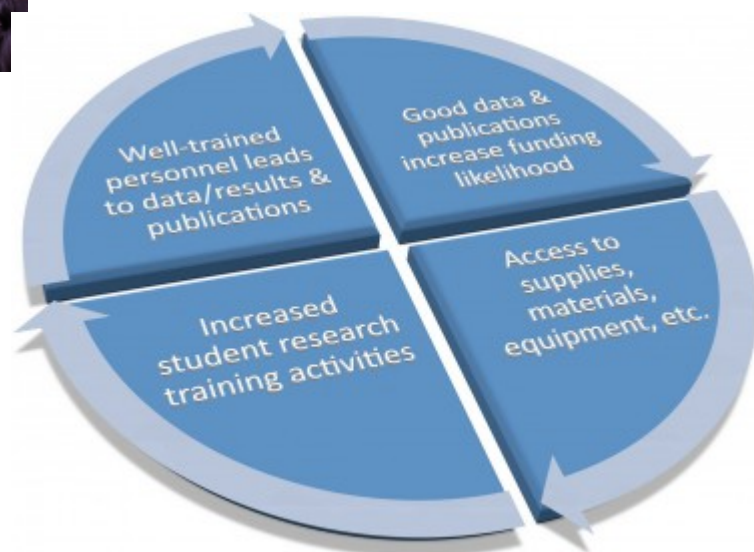 Well-trained
personnel leads
to data/results &
publications
Good data &
publications
increase funding
likelihood
Access to
supplies,
materials,
equipment, etc.
Increased
student research
training activities